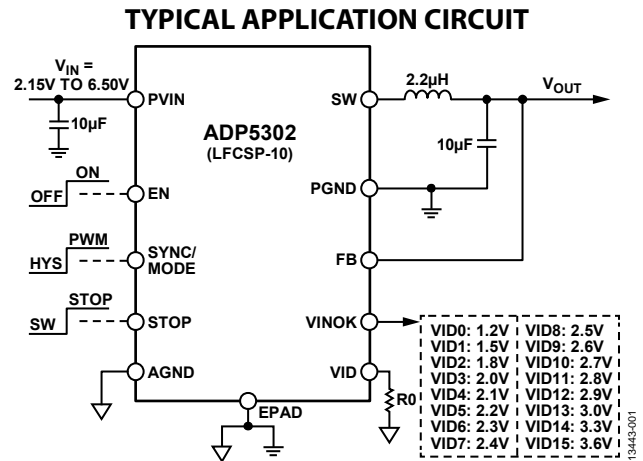 TYPICAL APPLICATION CIRCUIT
VIN =
2.15V TO 6.50V
10µF
PVIN
ADP5302
(LFCSP-10)
SW
2.2µH
VOUT
10µF
ON
OFF
EN
PGND
PWM
HYS
SYNC/
MODE
FB
STOP
SW
STOP
VINOK
AGND
VID
R0
EPAD
VID0: 1.2V VID8: 2.5V
VID1: 1.5V VID9: 2.6V
VID2: 1.8V VID10: 2.7V
VID3: 2.0V VID11: 2.8V
VID4: 2.1V VID12: 2.9V
VID5: 2.2V VID13: 3.0V
VID6: 2.3V VID14: 3.3V
VID7: 2.4V VID15: 3.6V
13443-001